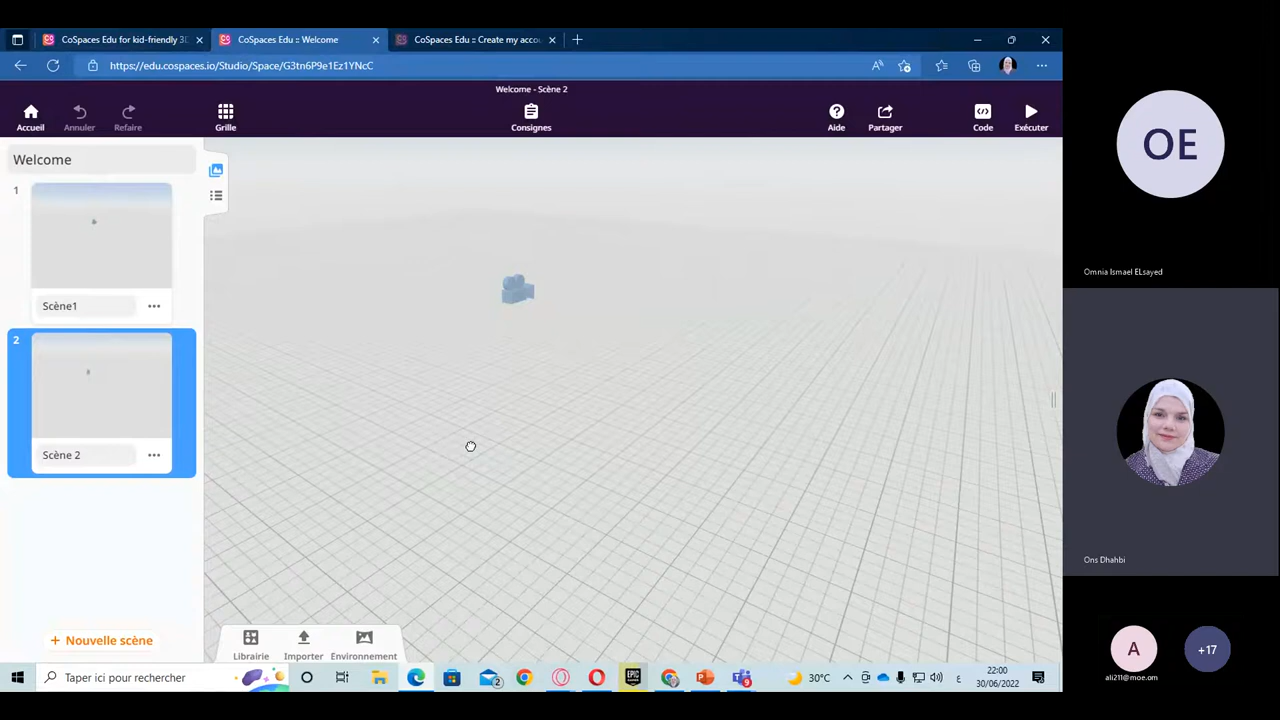 CoSpaces Edu for kid-friendly 3D
CoSpaces Edu :: Welcome
CoSpaces Edu :: Create my accou
https://edu.cospaces.io/Studio/Space/G3tn6P9e1Ez1YNcC
Welcome - Scène 2
Accueil
Annuler
Refaire
Grille
Consignes
Aide
Partager
Code
Exécuter
Welcome
1
Scène1
2
Scène 2
+ Nouvelle scène
Librairie
Importer
Environnement
Taper ici pour rechercher
2
EPIC
9
30°C
ع
22:00
30/06/2022
OE
Omnia Ismael ELsayed
Ons Dhahbi
A
+17
ali211@moe.om